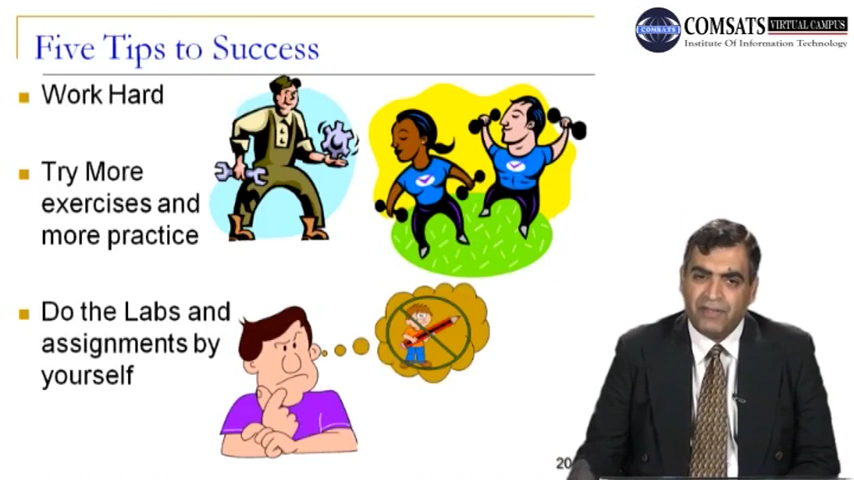 Five Tips to Success
COMSATS VIRTUAL CAMPUS
Institute Of Information Technology
COMSATS
Work Hard
Try More
exercises and
more practice
Do the Labs and
assignments by
yourself
20